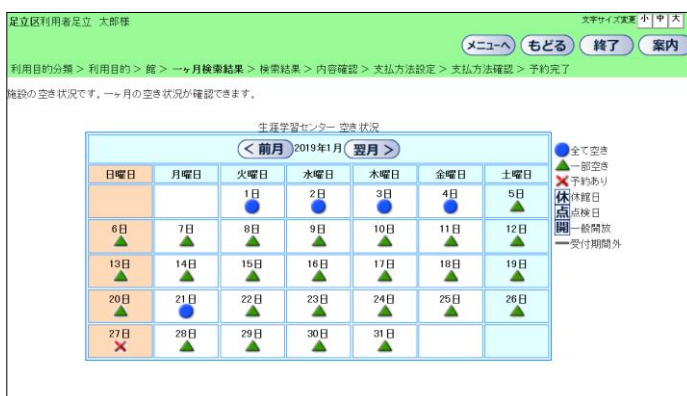 足立区利用者足立 太郎様
文字サイズ変更 小 中 大
メニューへ もどる 終了 案内
利用目的分類 > 利用目的 > 館 > 一ヶ月検索結果 > 検索結果 > 内容確認 > 支払方法設定 > 支払方法確認 > 予約完了
施設の空き状況です。一ヶ月の空き状況が確認できます。
生涯学習センター 空き状況
< 前月 2019年1月 翌月 >
日曜日 月曜日 火曜日 水曜日 木曜日 金曜日 土曜日
1日 2日 3日 4日 5日
6日 7日 8日 9日 10日 11日 12日
13日 14日 15日 16日 17日 18日 19日
20日 21日 22日 23日 24日 25日 26日
27日 28日 29日 30日 31日
全て空き
一部空き
予約あり
休 休館日
点 点検日
開 一般開放
受付期間外